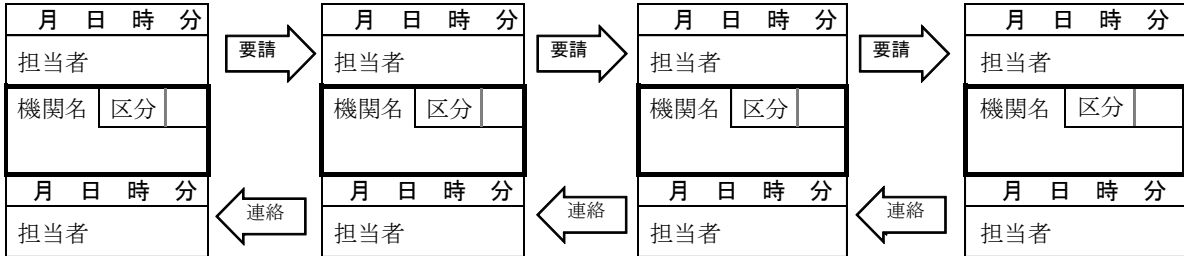 月 日 時 分 月 日 時 分 月 日 時 分 月 日 時 分
担当者 要請 担当者 要請 担当者 要請 担当者
機関名 区分 機関名 区分 機関名 区分 機関名 区分
月 日 時 分 月 日 時 分 月 日 時 分 月 日 時 分
担当者 連絡 担当者 連絡 担当者 連絡 担当者